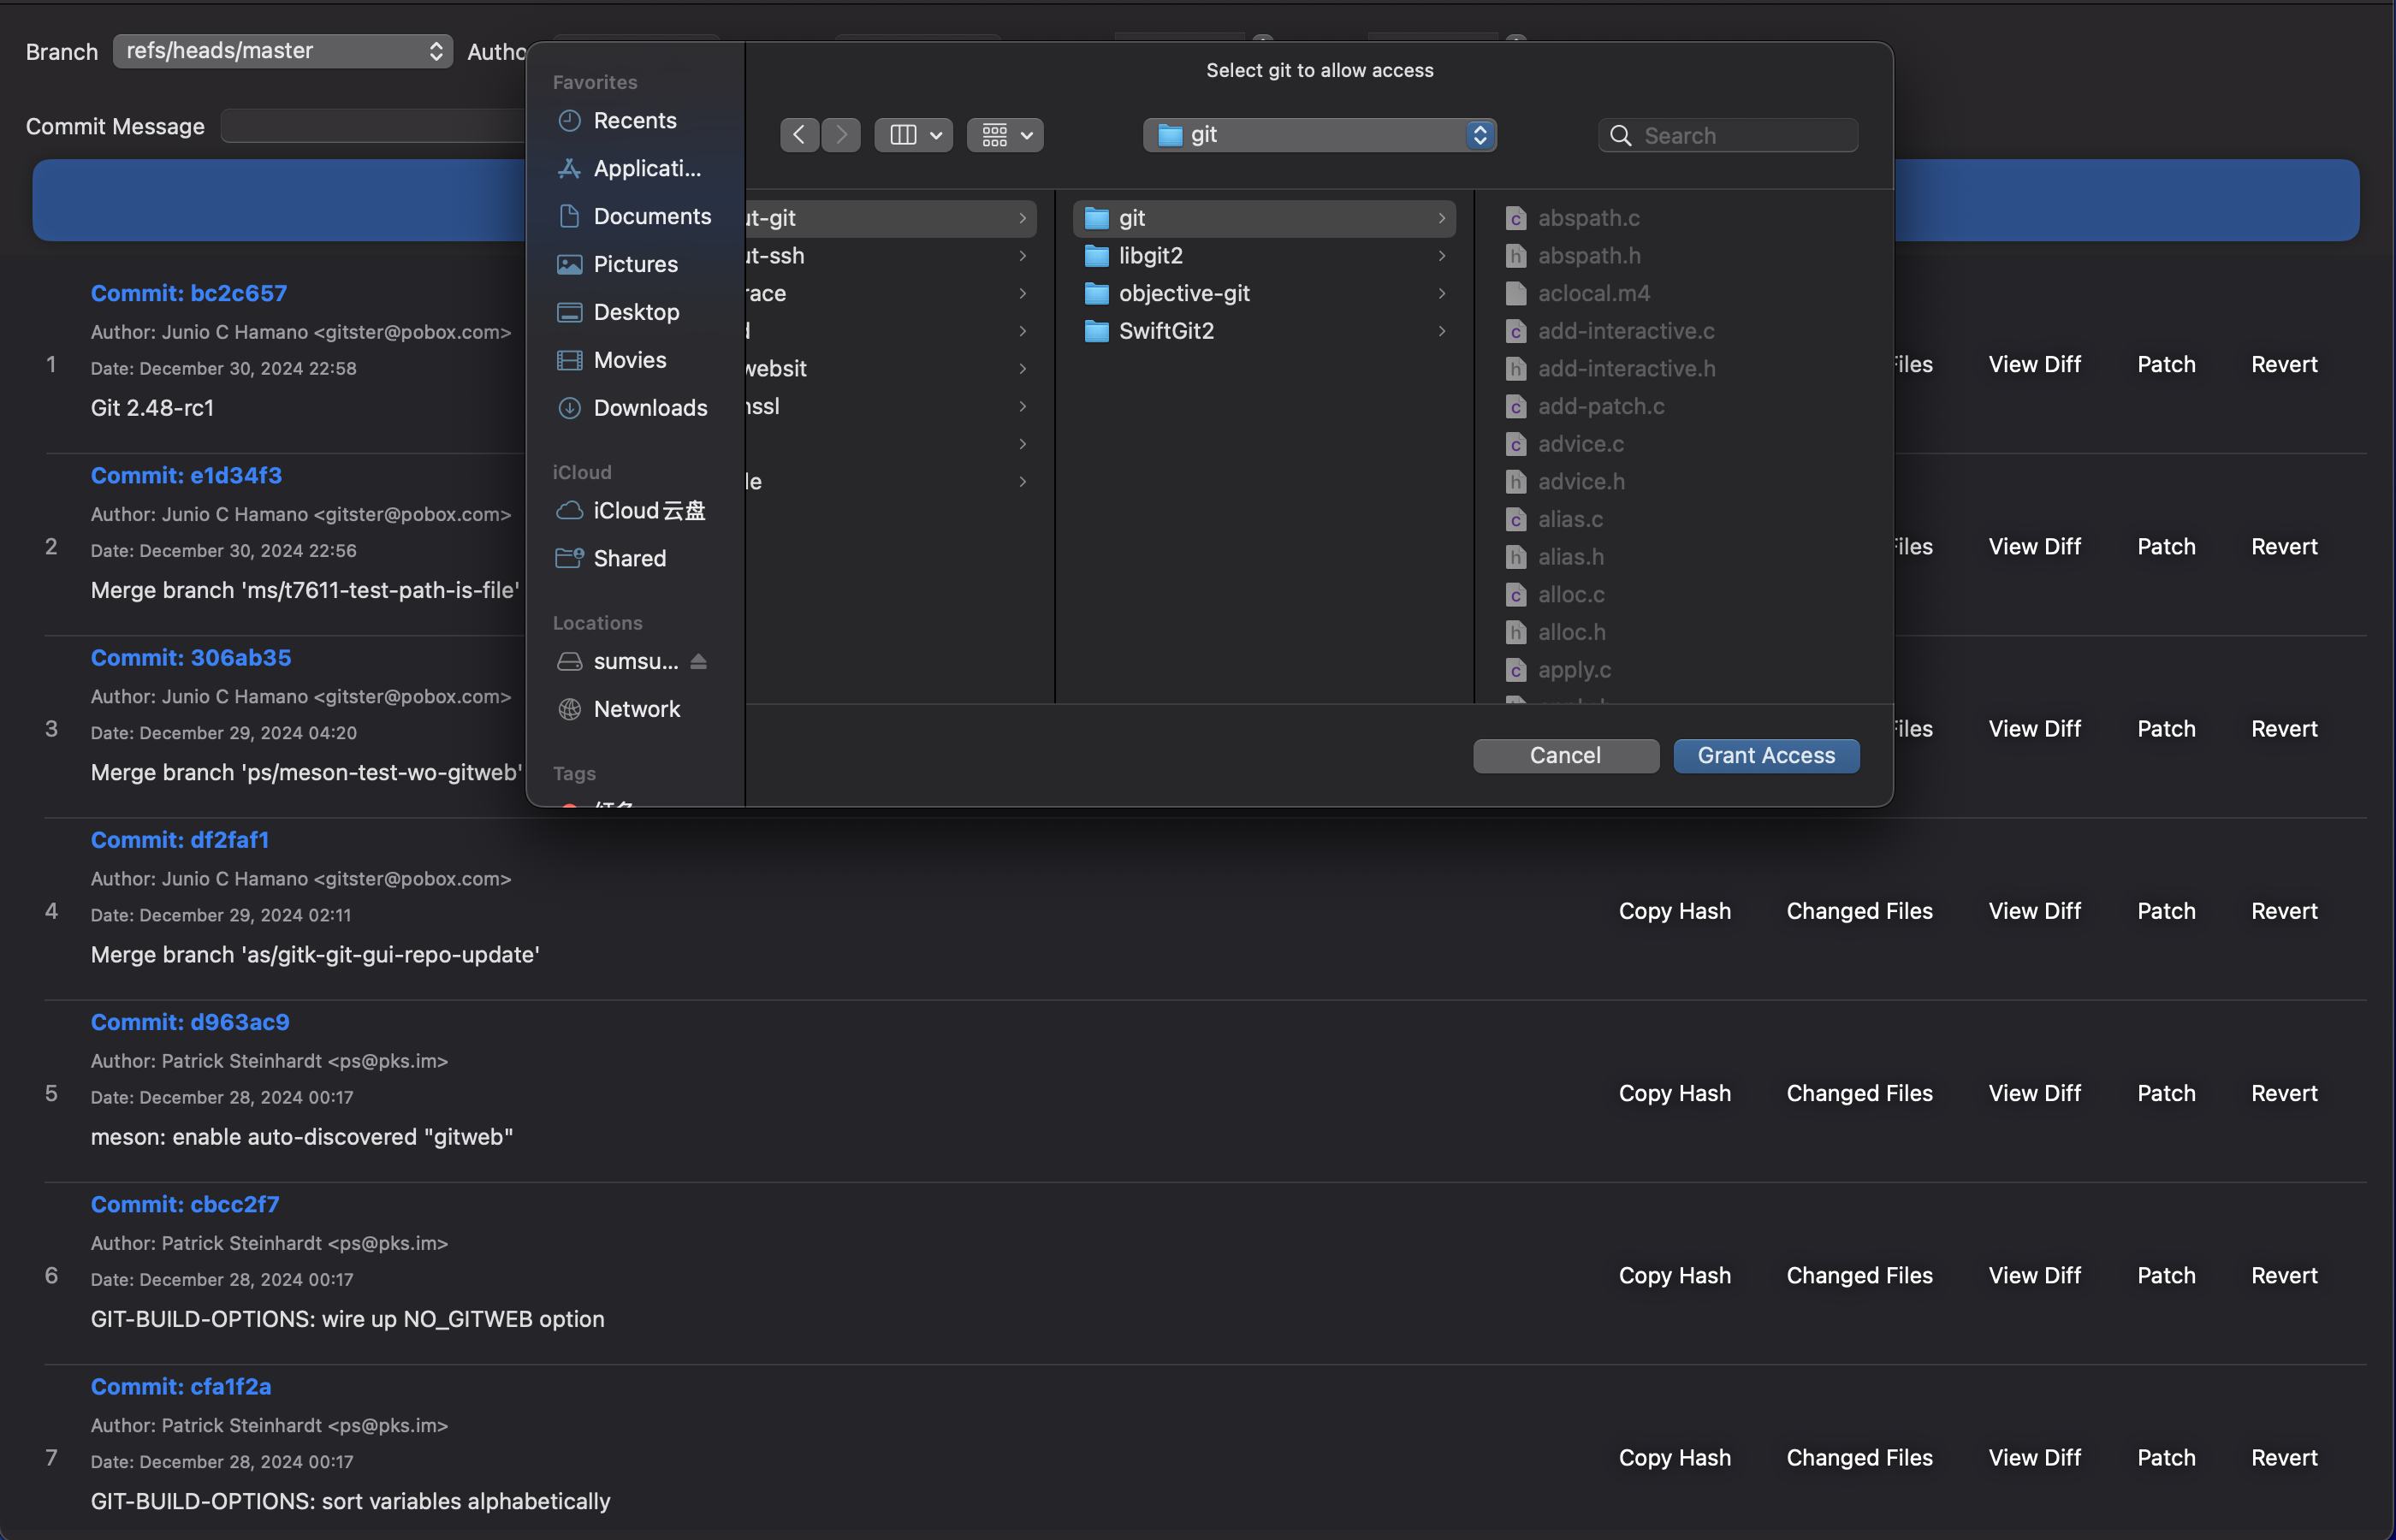 Branch refs/heads/master Autho
Commit Message
Select git to allow access
git
Search
Favorites
Recents
Applicati...
Documents
Pictures
Desktop
Movies
Downloads
iCloud
iCloud云盘
Shared
Locations
sumsu...
Network
Tags
ut-git
ut-ssh
race
websit
ssl
le
git
libgit2
objective-git
SwiftGit2
abspath.c
abspath.h
aclocal.m4
add-interactive.c
add-interactive.h
add-patch.c
advice.c
advice.h
alias.c
alias.h
alloc.c
alloc.h
apply.c
Cancel
Grant Access
1
Commit: bc2c657
Author: Junio C Hamano <gitster@pobox.com>
Date: December 30, 2024 22:58
Git 2.48-rc1
iles View Diff Patch Revert
2
Commit: e1d34f3
Author: Junio C Hamano <gitster@pobox.com>
Date: December 30, 2024 22:56
Merge branch 'ms/t7611-test-path-is-file'
iles View Diff Patch Revert
3
Commit: 306ab35
Author: Junio C Hamano <gitster@pobox.com>
Date: December 29, 2024 04:20
Merge branch 'ps/meson-test-wo-gitweb'
iles View Diff Patch Revert
4
Commit: df2faf1
Author: Junio C Hamano <gitster@pobox.com>
Date: December 29, 2024 02:11
Merge branch 'as/gitk-git-gui-repo-update'
Copy Hash Changed Files View Diff Patch Revert
5
Commit: d963ac9
Author: Patrick Steinhardt <ps@pks.im>
Date: December 28, 2024 00:17
meson: enable auto-discovered "gitweb"
Copy Hash Changed Files View Diff Patch Revert
6
Commit: cbcc2f7
Author: Patrick Steinhardt <ps@pks.im>
Date: December 28, 2024 00:17
GIT-BUILD-OPTIONS: wire up NO_GITWEB option
Copy Hash Changed Files View Diff Patch Revert
7
Commit: cfa1f2a
Author: Patrick Steinhardt <ps@pks.im>
Date: December 28, 2024 00:17
GIT-BUILD-OPTIONS: sort variables alphabetically
Copy Hash Changed Files View Diff Patch Revert